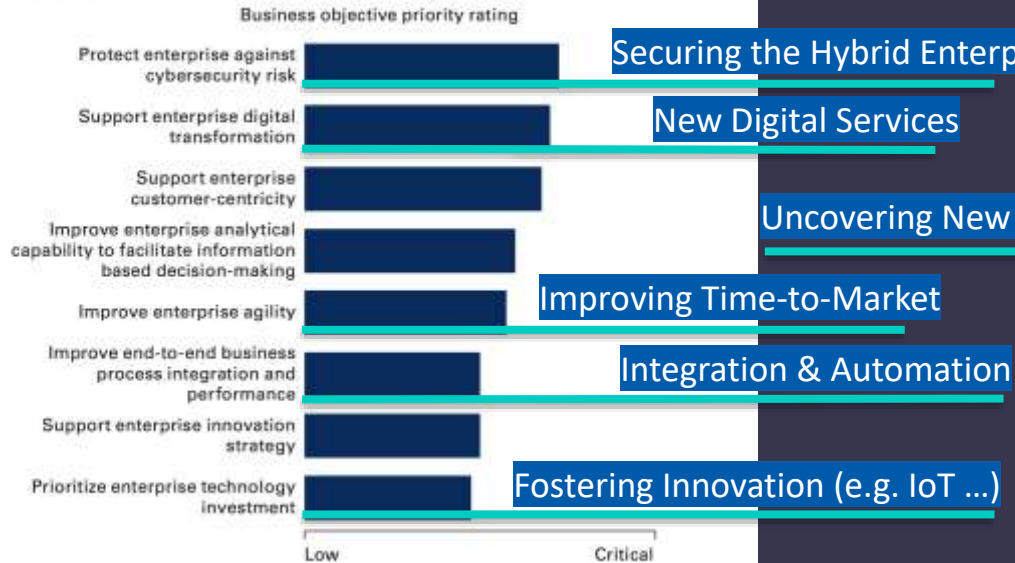 Business objective priority rating
Protect enterprise against
cybersecurity risk
Securing the Hybrid Enterp
Support enterprise digital
transformation
New Digital Services
Support enterprise
customer-centricity
Improve enterprise analytical
capability to facilitate information
based decision-making
Uncovering New
Improve enterprise agility
Improving Time-to-Market
Improve end-to-end business
process integration and
performance
Integration & Automation
Support enterprise innovation
strategy
Prioritize enterprise technology
investment
Fostering Innovation (e.g. IoT ...)
Low
Critical